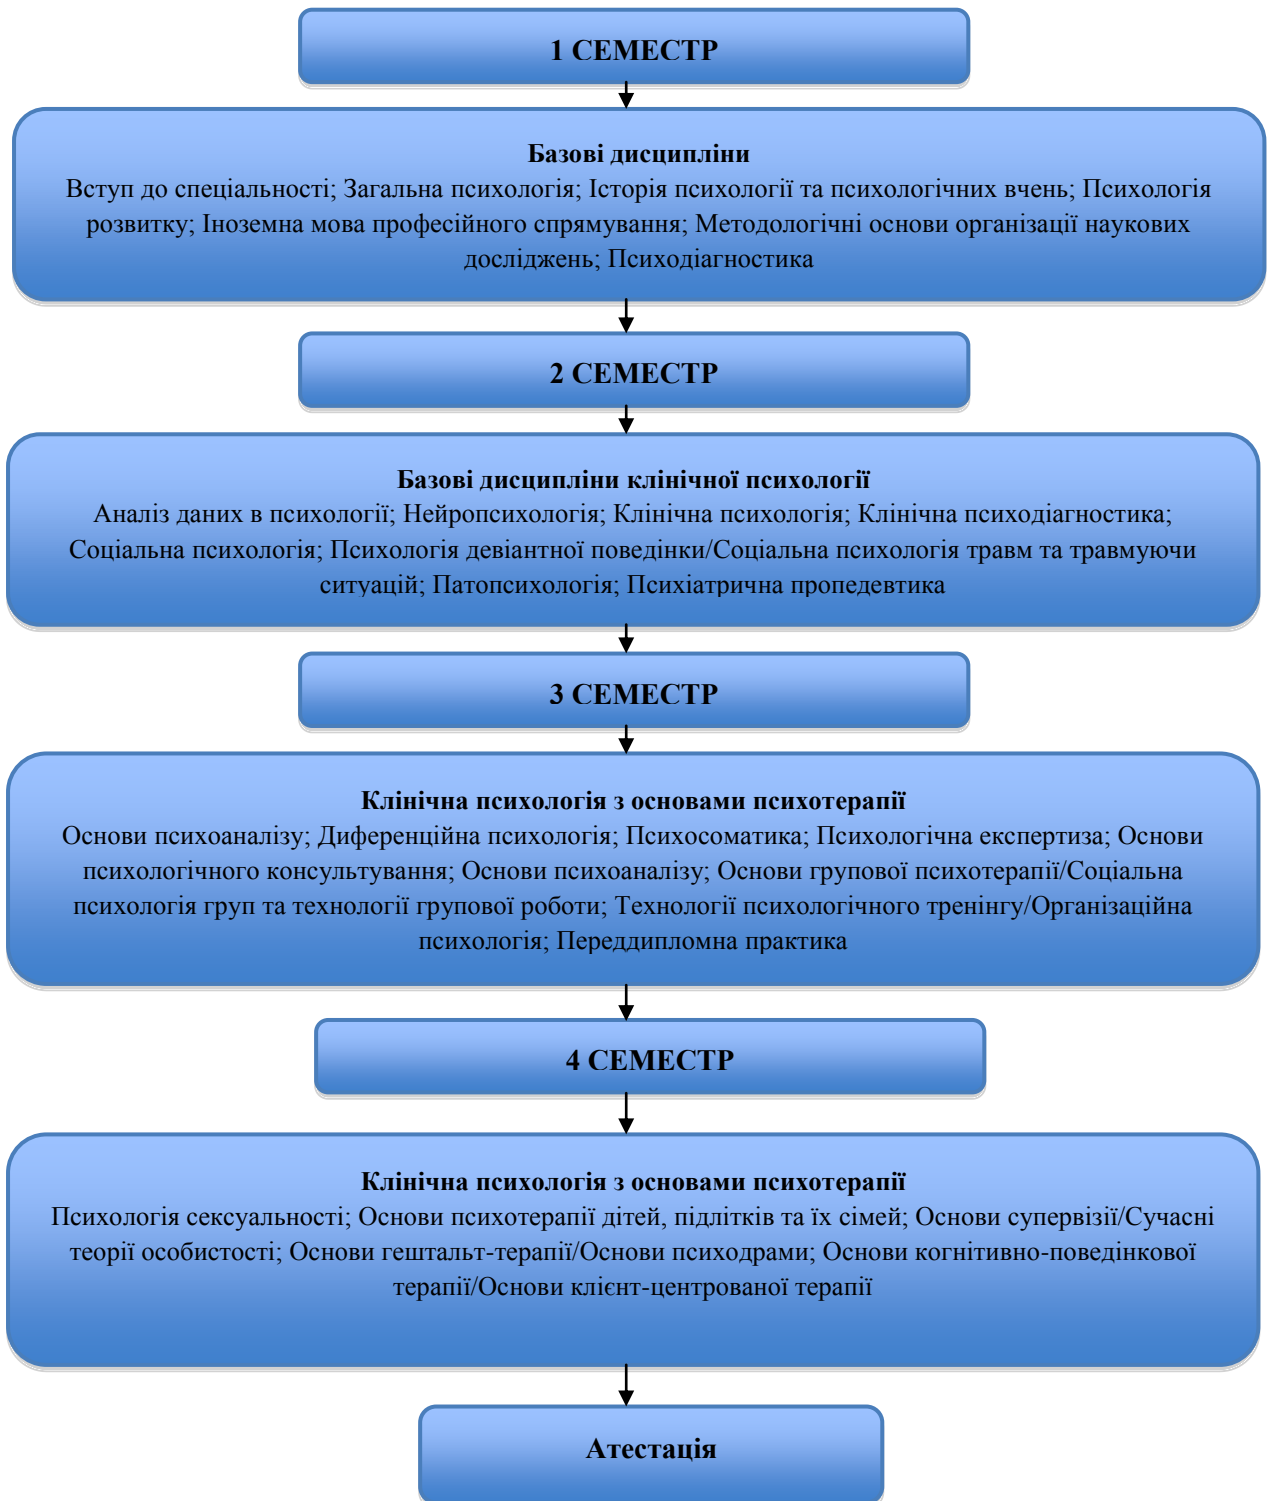 1 СЕМЕСТР
Базові дисципліни
Вступ до спеціальності; Загальна психологія; Історія психології та психологічних вчень; Психологія
розвитку; Іноземна мова професійного спрямування; Методологічні основи організації наукових
досліджень; Психодіагностика
2 СЕМЕСТР
Базові дисципліни клінічної психології
Аналіз даних в психології; Нейропсихологія; Клінічна психологія; Клінічна психодіагностика;
Соціальна психологія; Психологія девіантної поведінки/Соціальна психологія травм та травмуючи
ситуацій; Патопсихологія; Психіатрична пропедевтика
3 СЕМЕСТР
Клінічна психологія з основами психотерапії
Основи психоаналізу; Диференційна психологія; Психосоматика; Психологічна експертиза; Основи
психологічного консультування; Основи психоаналізу; Основи групової психотерапії/Соціальна
психологія груп та технології групової роботи; Технології психологічного тренінгу/Організаційна
психологія; Переддипломна практика
4 СЕМЕСТР
Клінічна психологія з основами психотерапії
Психологія сексуальності; Основи психотерапії дітей, підлітків та їх сімей; Основи супервізії/Сучасні
теорії особистості; Основи гештальт-терапії/Основи психодрами; Основи когнітивно-поведінкової
терапії/Основи клієнт-центрованої терапії
Атестація